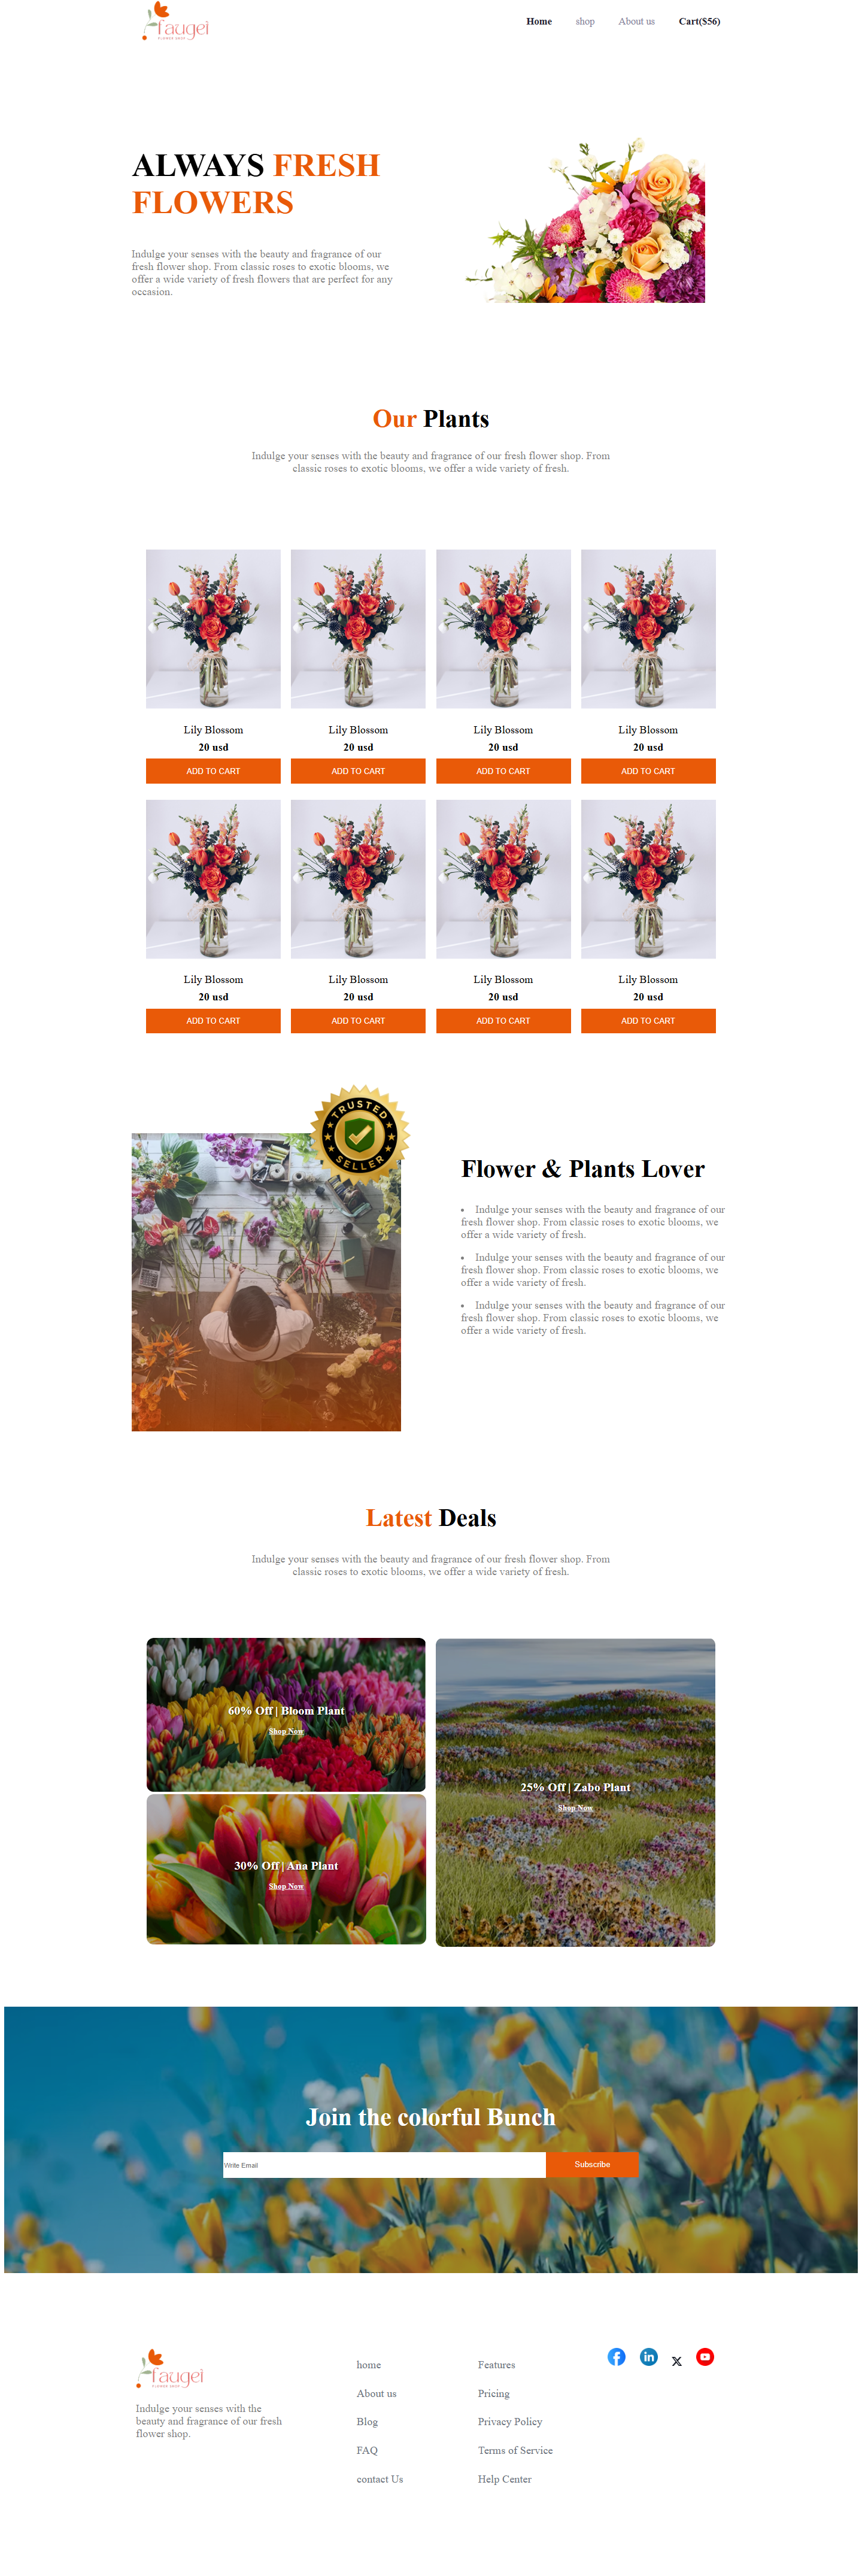 faugei
FLOWER SHOP
Home
shop
About us
Cart($56)
ALWAYS FRESH
FLOWERS
Indulge your senses with the beauty and fragrance of our
fresh flower shop. From classic roses to exotic blooms, we
offer a wide variety of fresh flowers that are perfect for any
occasion.
Our Plants
Indulge your senses with the beauty and fragrance of our fresh flower shop. From
classic roses to exotic blooms, we offer a wide variety of fresh.
Lily Blossom
20 usd
ADD TO CART
Lily Blossom
20 usd
ADD TO CART
Lily Blossom
20 usd
ADD TO CART
Lily Blossom
20 usd
ADD TO CART
Lily Blossom
20 usd
ADD TO CART
Lily Blossom
20 usd
ADD TO CART
Lily Blossom
20 usd
ADD TO CART
Lily Blossom
20 usd
ADD TO CART
TRUSTED
SELLER
Flower & Plants Lover
• Indulge your senses with the beauty and fragrance of our
fresh flower shop. From classic roses to exotic blooms, we
offer a wide variety of fresh.
• Indulge your senses with the beauty and fragrance of our
fresh flower shop. From classic roses to exotic blooms, we
offer a wide variety of fresh.
• Indulge your senses with the beauty and fragrance of our
fresh flower shop. From classic roses to exotic blooms, we
offer a wide variety of fresh.
Latest Deals
Indulge your senses with the beauty and fragrance of our fresh flower shop. From
classic roses to exotic blooms, we offer a wide variety of fresh.
60% Off | Bloom Plant
Shop Now
30% Off | Ana Plant
Shop Now
25% Off | Zabo Plant
Shop Now
Join the colorful Bunch
Write Email
Subscribe
faugei
FLOWER SHOP
Indulge your senses with the
beauty and fragrance of our fresh
flower shop.
home
About us
Blog
FAQ
contact Us
Features
Pricing
Privacy Policy
Terms of Service
Help Center